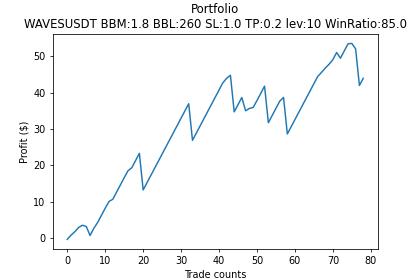 Portfolio
WAVESUSDT BBM:1.8 BBL:260 SL:1.0 TP:0.2 lev:10 WinRatio:85.0
50
40
30
20
10
0
Profit ($)
0 10 20 30 40 50 60 70 80
Trade counts